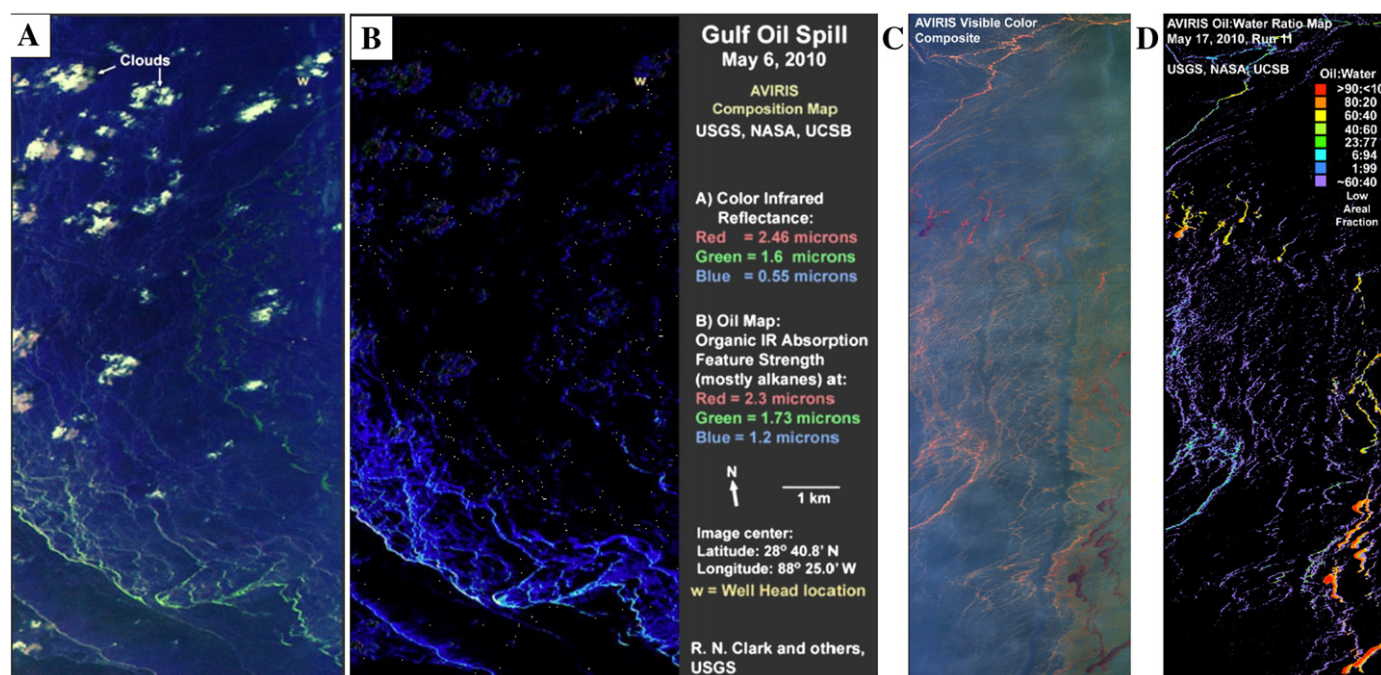 A
Clouds
w
B
w
Gulf Oil Spill
May 6, 2010
AVIRIS
Composition Map
USGS, NASA, UCSB
A) Color Infrared
Reflectance:
Red = 2.46 microns
Green = 1.6 microns
Blue = 0.55 microns
B) Oil Map:
Organic IR Absorption
Feature Strength
(mostly alkanes) at:
Red = 2.3 microns
Green = 1.73 microns
Blue = 1.2 microns
N
1 km
Image center:
Latitude: 28° 40.8' N
Longitude: 88° 25.0' W
w = Well Head location
R. N. Clark and others,
USGS
C
AVIRIS Visible Color
Composite
D
AVIRIS Oil:Water Ratio Map
May 17, 2010, Run 11
USGS, NASA, UCSB
Oil:Water
>90:<10
80:20
60:40
40:60
23:77
6:94
1:99
~60:40
Low
Areal
Fraction